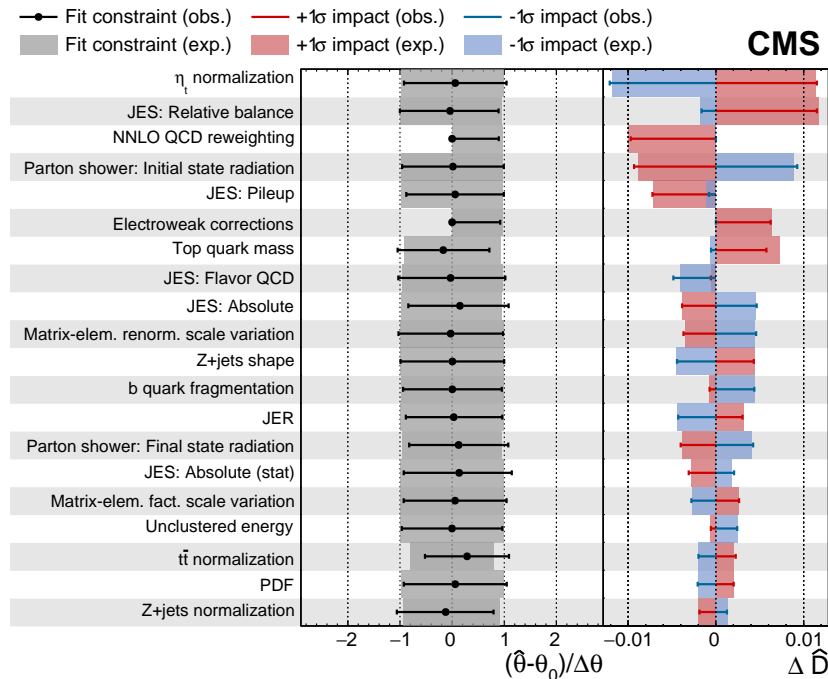 Fit constraint (obs.) +1σ impact (obs.) -1σ impact (obs.)
Fit constraint (exp.) +1σ impact (exp.) -1σ impact (exp.) CMS
ηt normalization
JES: Relative balance
NNLO QCD reweighting
Parton shower: Initial state radiation
JES: Pileup
Electroweak corrections
Top quark mass
JES: Flavor QCD
JES: Absolute
Matrix-elem. renorm. scale variation
Z+jets shape
b quark fragmentation
JER
Parton shower: Final state radiation
JES: Absolute (stat)
Matrix-elem. fact. scale variation
Unclustered energy
tt̄ normalization
PDF
Z+jets normalization
−2 −1 0 1 2 −0.01 0 0.01
(θ̂-θ0)/Δθ Δ D̂